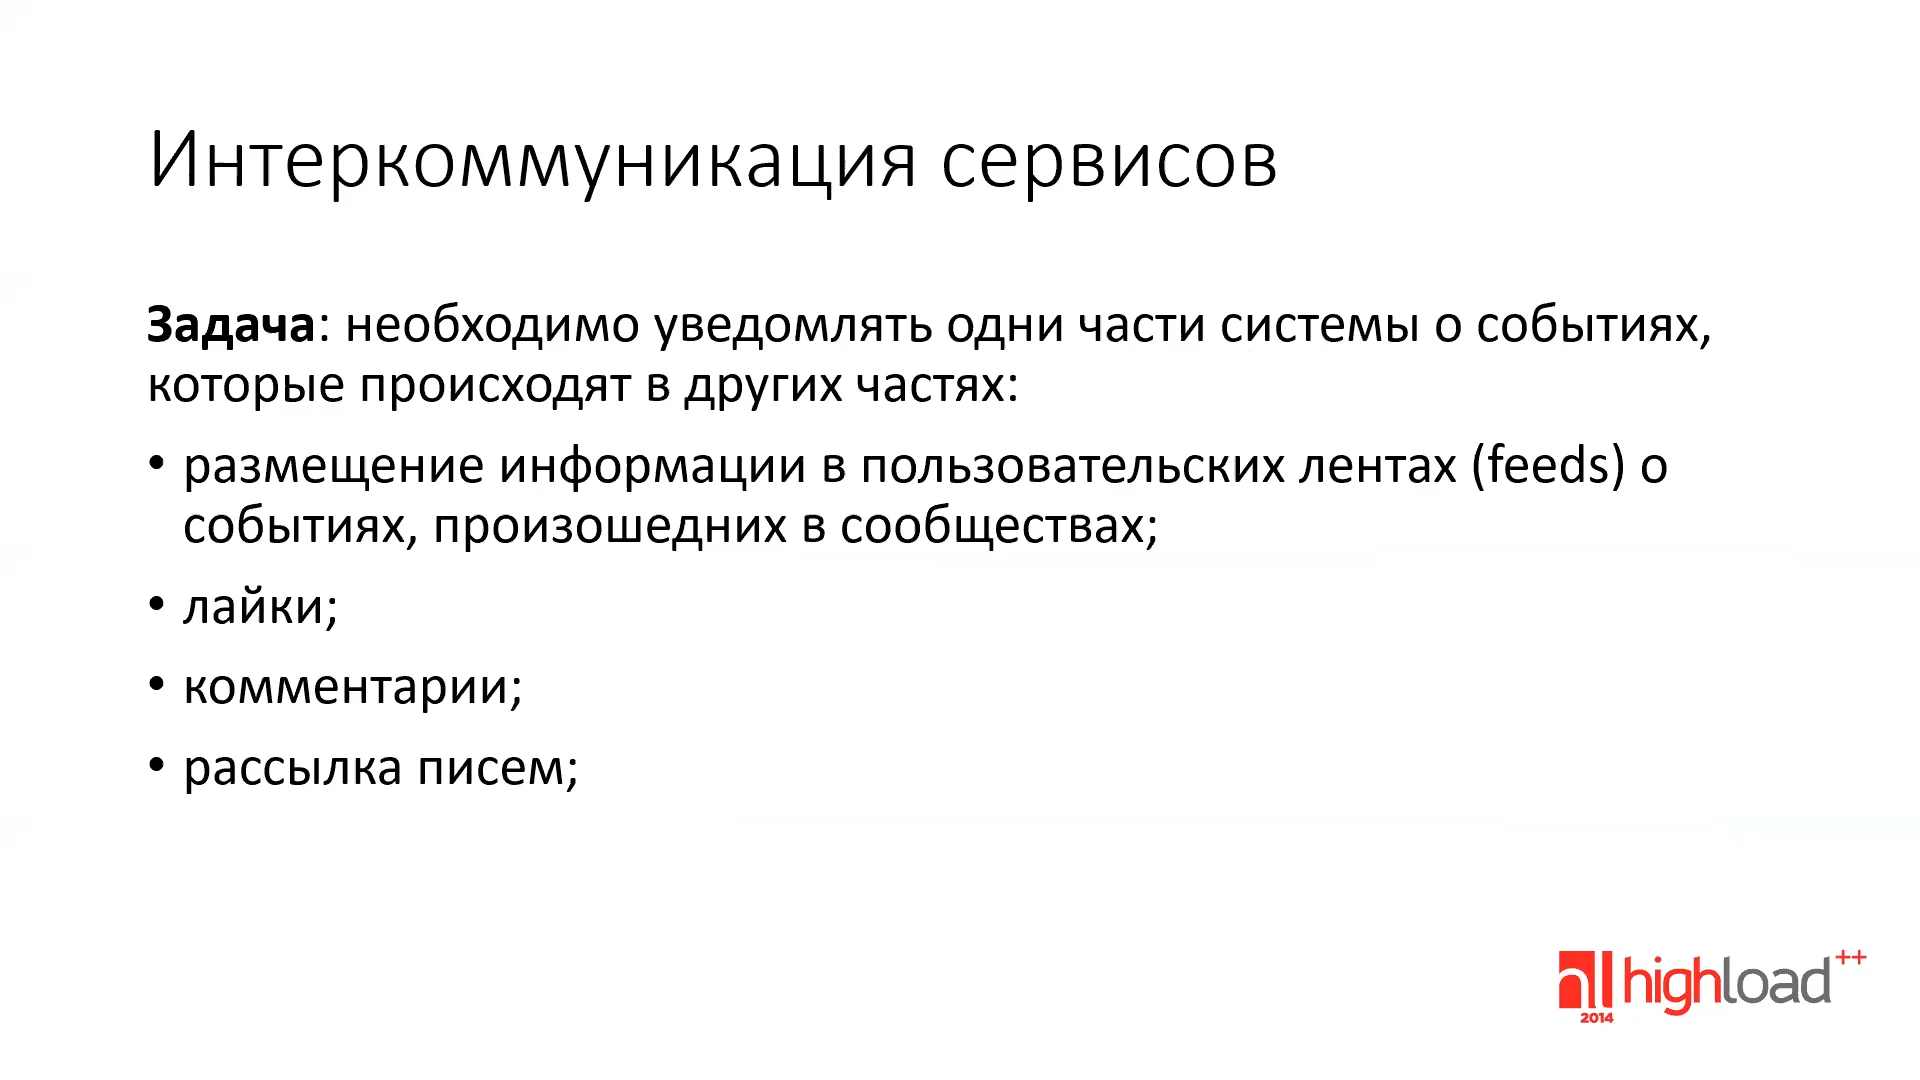 Интеркоммуникация сервисов
Задача: необходимо уведомлять одни части системы о событиях,
которые происходят в других частях:
• размещение информации в пользовательских лентах (feeds) о
событиях, произошедних в сообществах;
• лайки;
• комментарии;
• рассылка писем;
highload++
2014